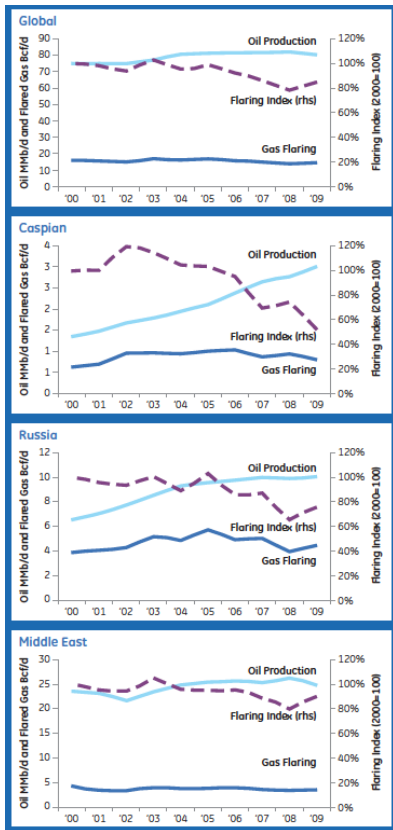 Global
Oil MMb/d and Flared Gas Bcf/d
90
80
70
60
50
40
30
20
10
0
Oil Production
Flaring Index (rhs)
Gas Flaring
120%
100%
80%
60%
40%
20%
0%
Flaring Index (2000=100)
'00 '01 '02 '03 '04 '05 '06 '07 '08 '09
Caspian
Oil MMb/d and Flared Gas Bcf/d
4
3
3
2
2
1
1
0
Oil Production
Flaring Index (rhs)
Gas Flaring
120%
100%
80%
60%
40%
20%
0%
Flaring Index (2000=100)
'00 '01 '02 '03 '04 '05 '06 '07 '08 '09
Russia
Oil MMb/d and Flared Gas Bcf/d
12
10
8
6
4
2
0
Oil Production
Flaring Index (rhs)
Gas Flaring
120%
100%
80%
60%
40%
20%
0%
Flaring Index (2000=100)
'00 '01 '02 '03 '04 '05 '06 '07 '08 '09
Middle East
Oil MMb/d and Flared Gas Bcf/d
30
25
20
15
10
5
0
Oil Production
Flaring Index (rhs)
Gas Flaring
120%
100%
80%
60%
40%
20%
0%
Flaring Index (2000=100)
'00 '01 '02 '03 '04 '05 '06 '07 '08 '09